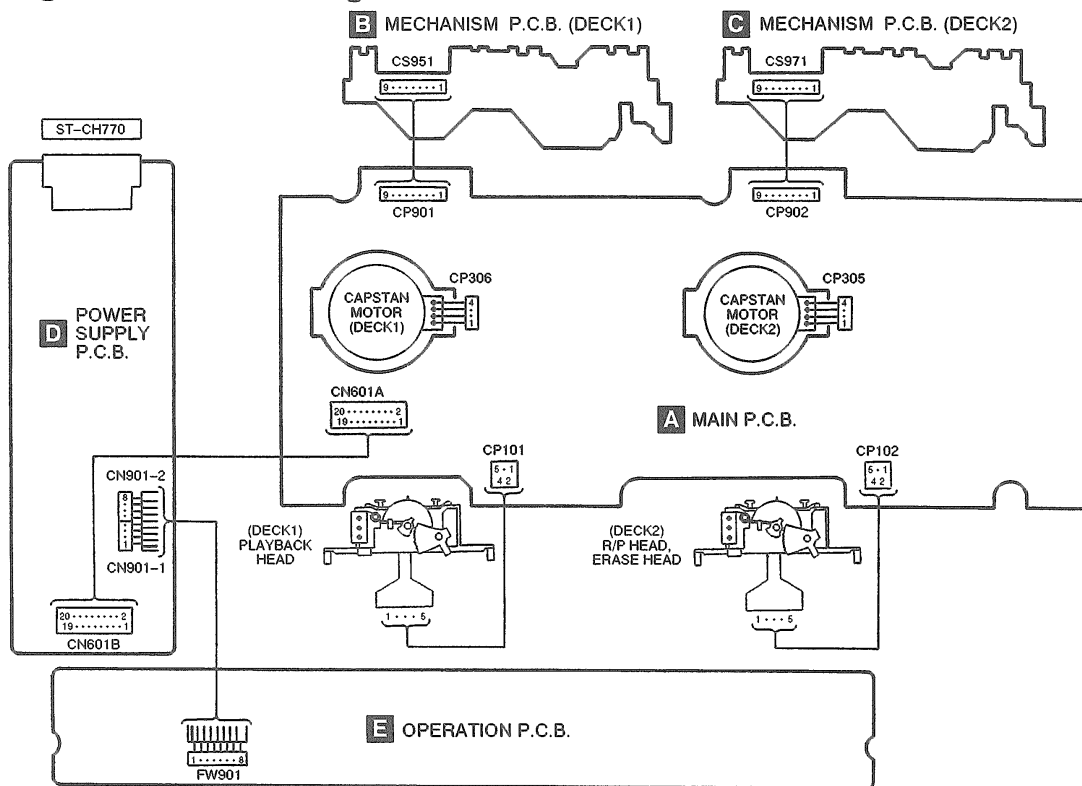 B MECHANISM P.C.B. (DECK1)
C MECHANISM P.C.B. (DECK2)
CS951
9 · · · · · · · 1
CS971
9 · · · · · · · 1
ST-CH770
9 · · · · · · · 1
CP901
9 · · · · · · · 1
CP902
CP306
CAPSTAN
MOTOR
(DECK1)
4
1
CP305
CAPSTAN
MOTOR
(DECK2)
4
1
D POWER
SUPPLY
P.C.B.
CN601A
20 · · · · · · · · 2
19 · · · · · · · · 1
A MAIN P.C.B.
CP101
5 · 1
4 2
CP102
5 · 1
4 2
CN901-2
8
CN901-1
(DECK1)
PLAYBACK
HEAD
(DECK2)
R/P HEAD,
ERASE HEAD
1 · · · 5
1 · · · 5
20 · · · · · · · · 2
19 · · · · · · · · 1
CN601B
E OPERATION P.C.B.
1 · · · · · · 8
FW901